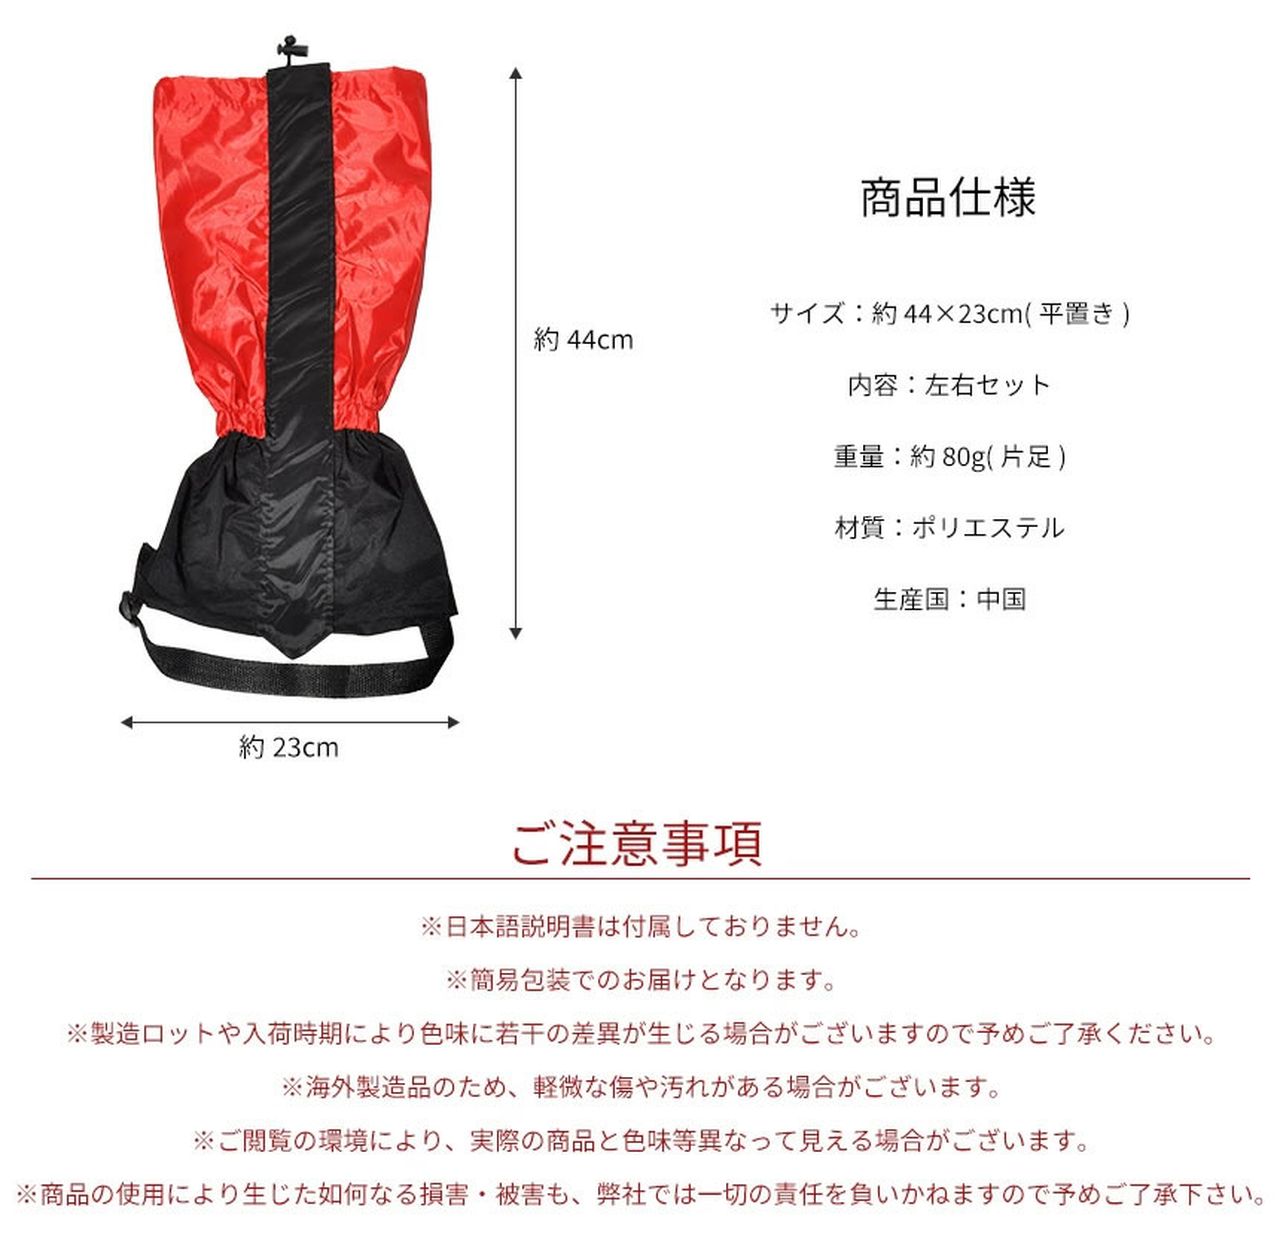 約 44cm
約 23cm
商品仕様
サイズ：約 44×23cm( 平置き )
内容：左右セット
重量：約 80g( 片足 )
材質：ポリエステル
生産国：中国
ご注意事項
※日本語説明書は付属しておりません。
※簡易包装でのお届けとなります。
※製造ロットや入荷時期により色味に若干の差異が生じる場合がございますので予めご了承ください。
※海外製造品のため、軽微な傷や汚れがある場合がございます。
※ご閲覧の環境により、実際の商品と色味等異なって見える場合がございます。
※商品の使用により生じた如何なる損害・被害も、弊社では一切の責任を負いかねますので予めご了承下さい。